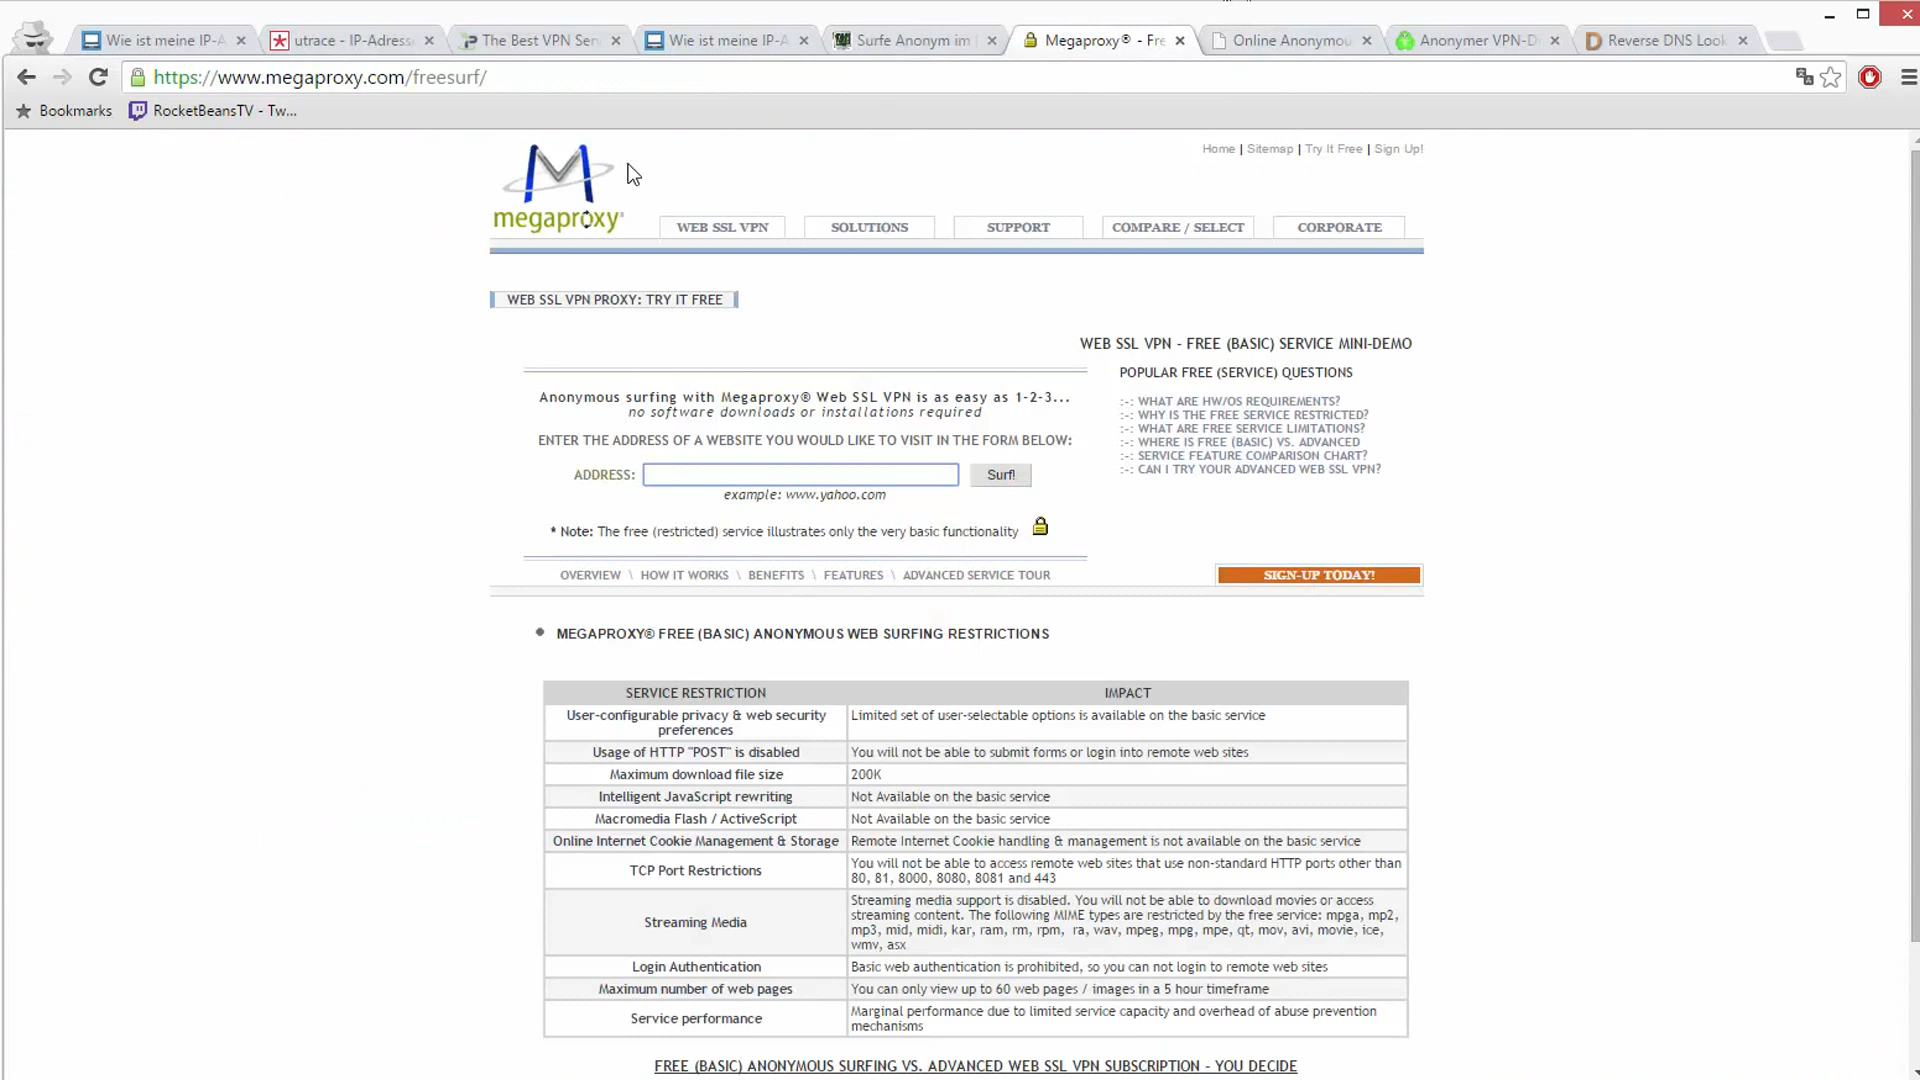 Wie ist meine IP-A
utrace - IP-Adress
The Best VPN Serv
Wie ist meine IP-A
Surfe Anonym im
Megaproxy® - Fre
Online Anonymou
Anonymer VPN-D
Reverse DNS Look
https://www.megaproxy.com/freesurf/
Bookmarks
RocketBeansTV - Tw...
Home | Sitemap | Try It Free | Sign Up!
megaproxy®
WEB SSL VPN
SOLUTIONS
SUPPORT
COMPARE / SELECT
CORPORATE
WEB SSL VPN PROXY: TRY IT FREE
WEB SSL VPN - FREE (BASIC) SERVICE MINI-DEMO
POPULAR FREE (SERVICE) QUESTIONS
:-: WHAT ARE HW/OS REQUIREMENTS?
:-: WHY IS THE FREE SERVICE RESTRICTED?
:-: WHAT ARE FREE SERVICE LIMITATIONS?
:-: WHERE IS FREE (BASIC) VS. ADVANCED
:-: SERVICE FEATURE COMPARISON CHART?
:-: CAN I TRY YOUR ADVANCED WEB SSL VPN?
Anonymous surfing with Megaproxy® Web SSL VPN is as easy as 1-2-3...
no software downloads or installations required
ENTER THE ADDRESS OF A WEBSITE YOU WOULD LIKE TO VISIT IN THE FORM BELOW:
ADDRESS:
Surf!
example: www.yahoo.com
* Note: The free (restricted) service illustrates only the very basic functionality
OVERVIEW \ HOW IT WORKS \ BENEFITS \ FEATURES \ ADVANCED SERVICE TOUR
SIGN-UP TODAY!
MEGAPROXY® FREE (BASIC) ANONYMOUS WEB SURFING RESTRICTIONS
SERVICE RESTRICTION
IMPACT
User-configurable privacy & web security
preferences
Limited set of user-selectable options is available on the basic service
Usage of HTTP "POST" is disabled
You will not be able to submit forms or login into remote web sites
Maximum download file size
200K
Intelligent JavaScript rewriting
Not Available on the basic service
Macromedia Flash / ActiveScript
Not Available on the basic service
Online Internet Cookie Management & Storage
Remote Internet Cookie handling & management is not available on the basic service
TCP Port Restrictions
You will not be able to access remote web sites that use non-standard HTTP ports other than
80, 81, 8000, 8080, 8081 and 443
Streaming Media
Streaming media support is disabled. You will not be able to download movies or access
streaming content. The following MIME types are restricted by the free service: mpga, mp2,
mp3, mid, midi, kar, ram, rm, rpm, ra, wav, mpeg, mpg, mpe, qt, mov, avi, movie, ice,
wmv, asx
Login Authentication
Basic web authentication is prohibited, so you can not login to remote web sites
Maximum number of web pages
You can only view up to 60 web pages / images in a 5 hour timeframe
Service performance
Marginal performance due to limited service capacity and overhead of abuse prevention
mechanisms
FREE (BASIC) ANONYMOUS SURFING VS. ADVANCED WEB SSL VPN SUBSCRIPTION - YOU DECIDE